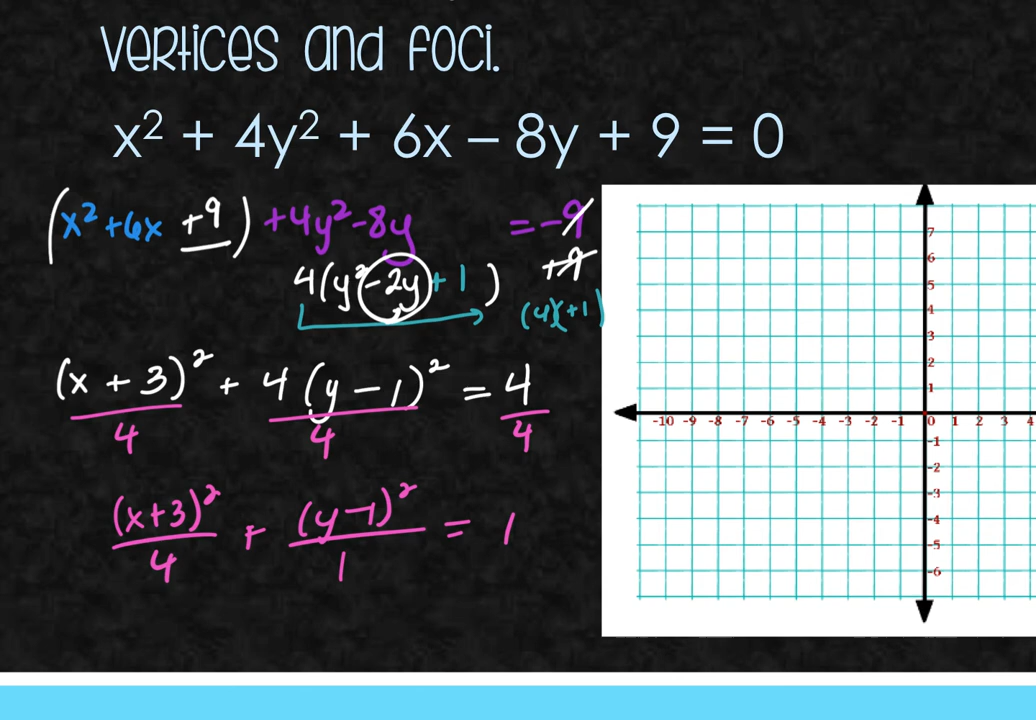 VERTICES AND FOCI.
x² + 4y² + 6x – 8y + 9 = 0
(x² + 6x + 9) + 4y² - 8y = -9
4(y² - 2y + 1) + 9
(4)(+1)
(x + 3)² + 4(y - 1)² = 4
4 4 4
(x+3)² + (y-1)² = 1
4 1
7
6
5
4
3
2
1
-10 -9 -8 -7 -6 -5 -4 -3 -2 -1 0 1 2 3 4
-1
-2
-3
-4
-5
-6